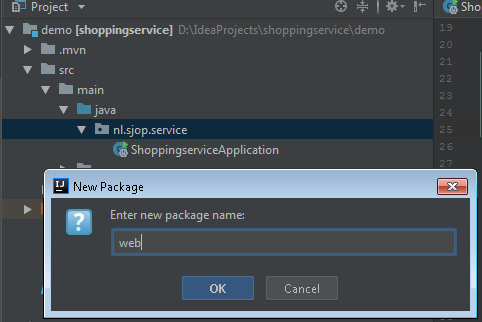 Project
Sho
demo [shoppingservice] D:\IdeaProjects\shoppingservice\demo
.mvn
src
main
java
nl.sjop.service
ShoppingserviceApplication
19
20
21
22
23
24
25
26
27
New Package
Enter new package name:
web
OK
Cancel